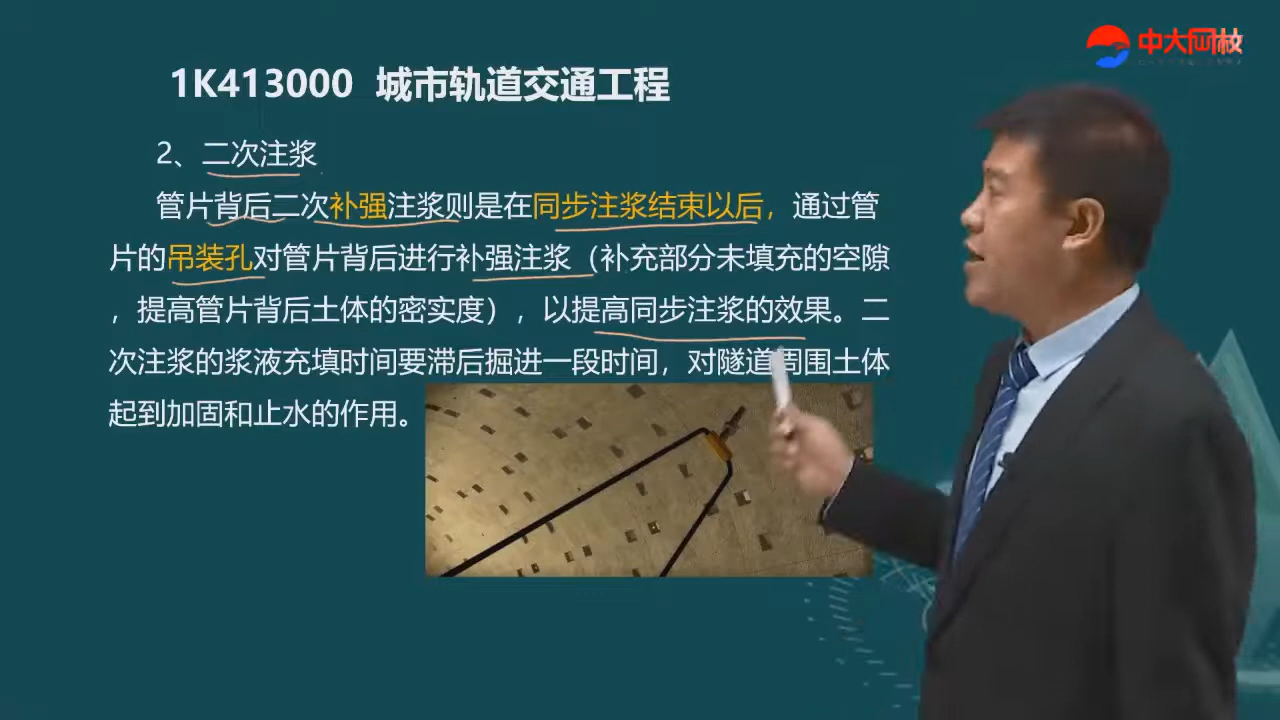 中大网校
1K413000 城市轨道交通工程
2、二次注浆
管片背后二次补强注浆则是在同步注浆结束以后，通过管
片的吊装孔对管片背后进行补强注浆（补充部分未填充的空隙
，提高管片背后土体的密实度），以提高同步注浆的效果。二
次注浆的浆液充填时间要滞后掘进一段时间，对隧道周围土体
起到加固和止水的作用。